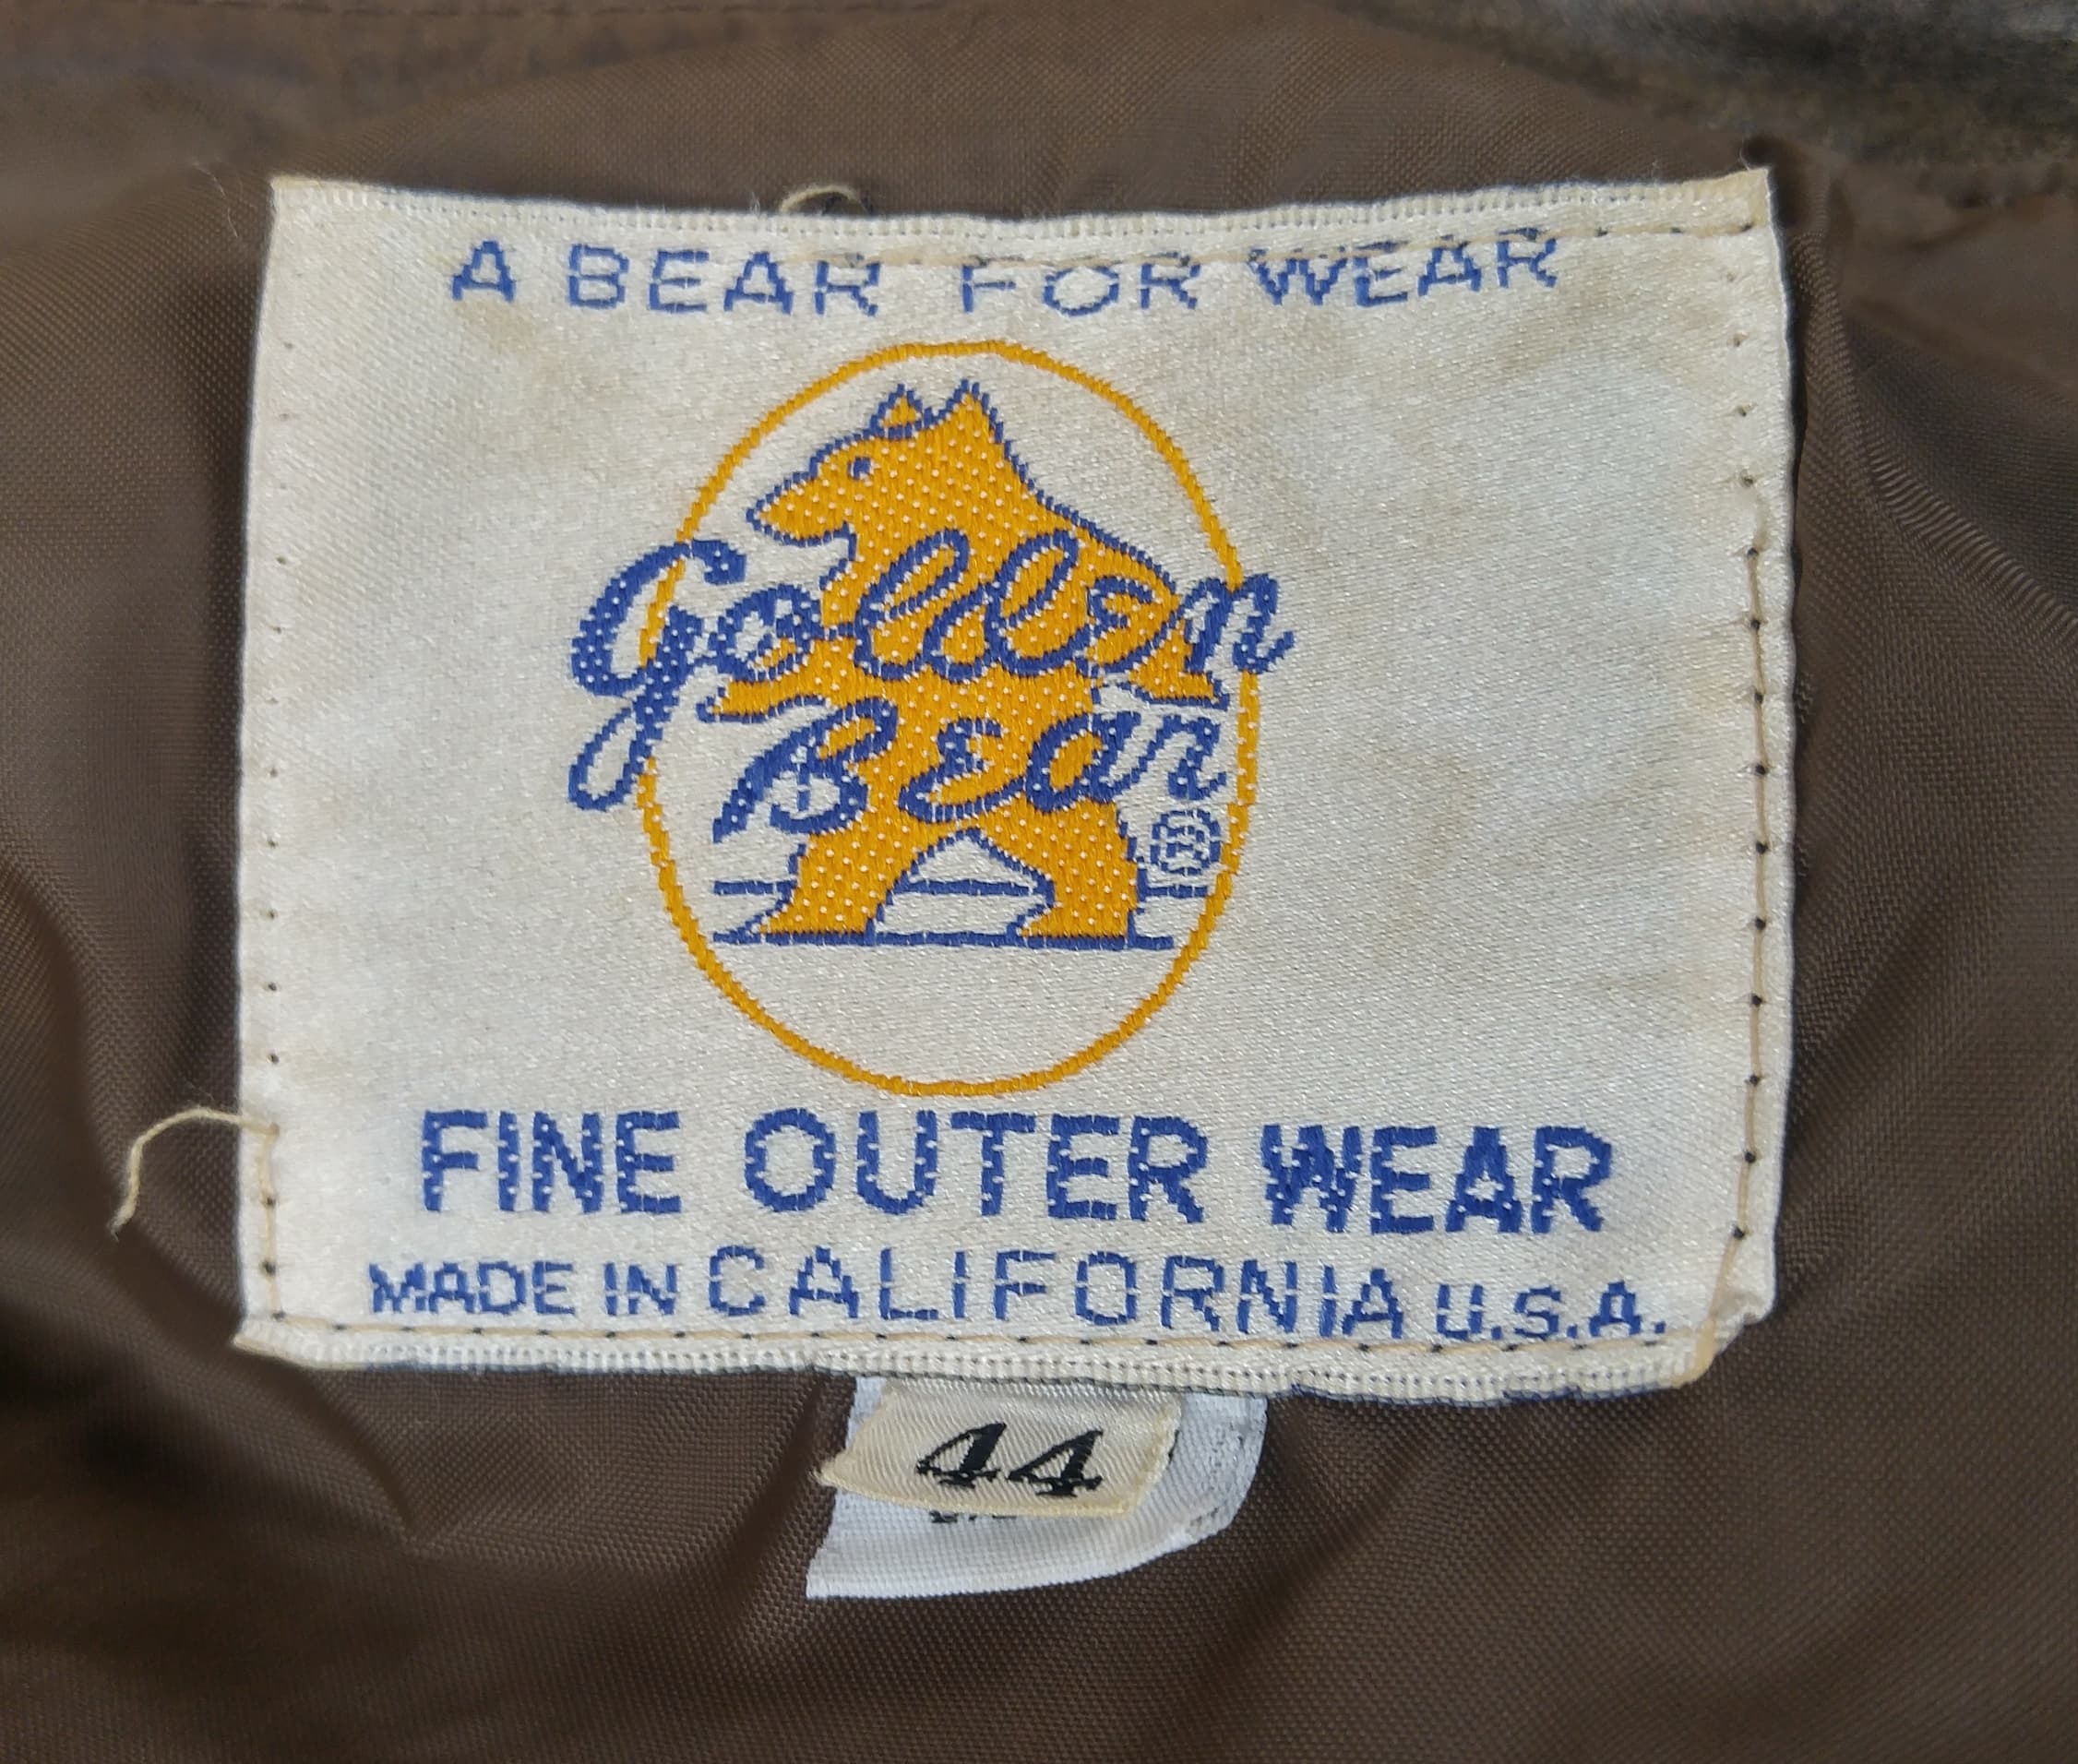 A BEAR FOR WEAR
Golden
Bear
®
FINE OUTER WEAR
MADE IN CALIFORNIA U.S.A.
44